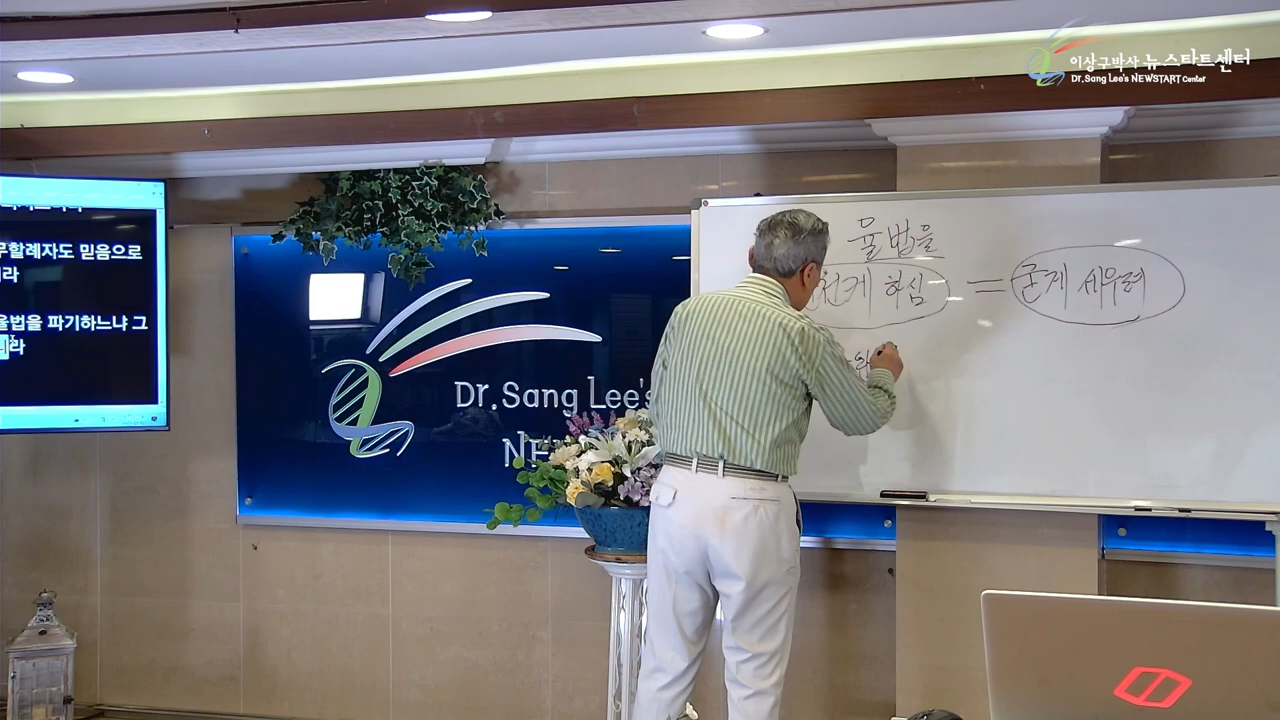 이상구박사 뉴스타트센터
Dr.Sang Lee's NEWSTART Center
무할례자도 믿음으로
라
율법을 파기하느냐 그
니라
Dr.Sang Lee's
율법을
하심 = 굳게 세우려